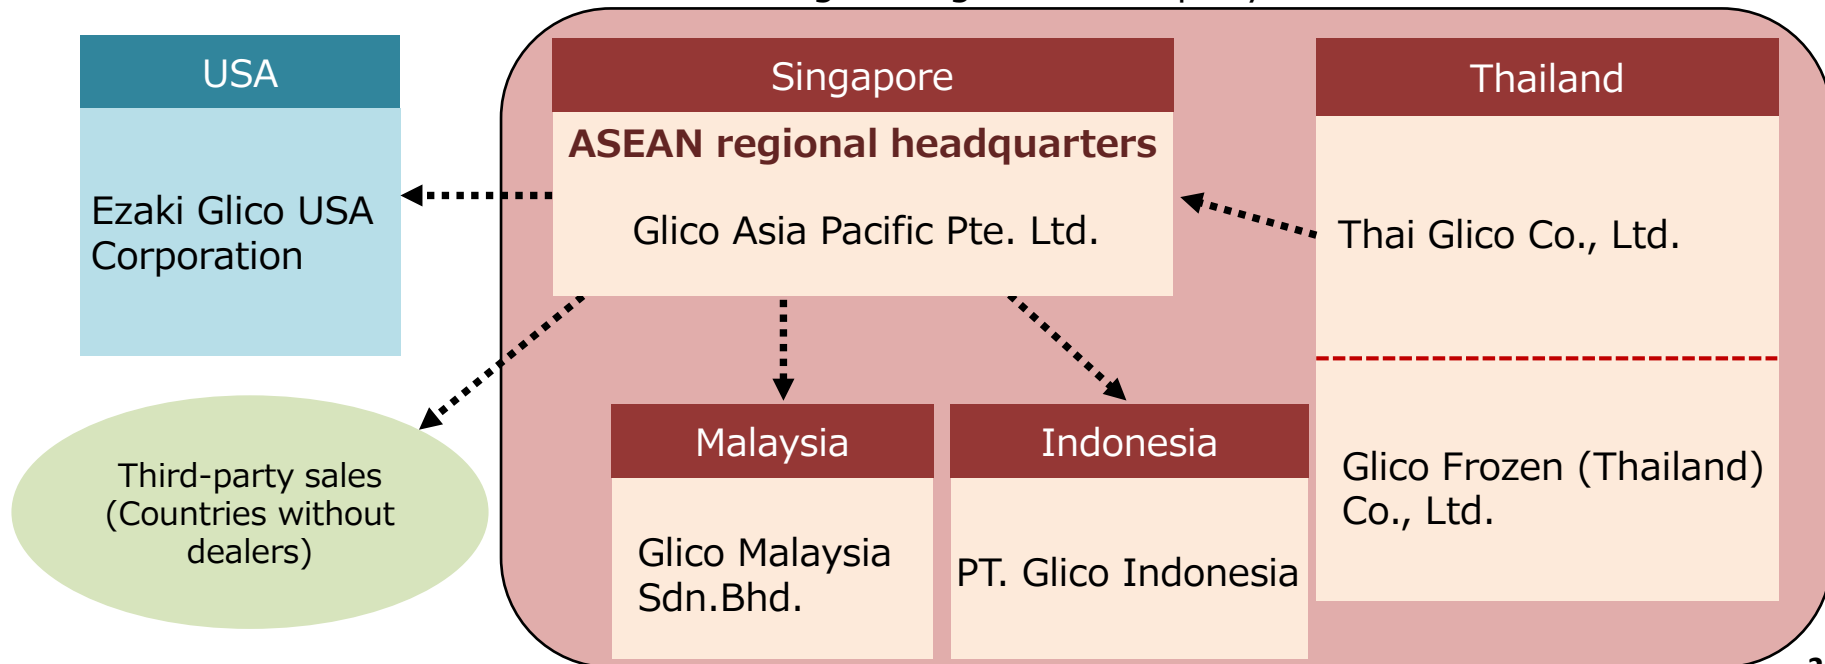 USA
Ezaki Glico USA
Corporation
Third-party sales
(Countries without
dealers)
Singapore
ASEAN regional headquarters
Glico Asia Pacific Pte. Ltd.
Malaysia
Glico Malaysia
Sdn.Bhd.
Indonesia
PT. Glico Indonesia
Thailand
Thai Glico Co., Ltd.
Glico Frozen (Thailand)
Co., Ltd.